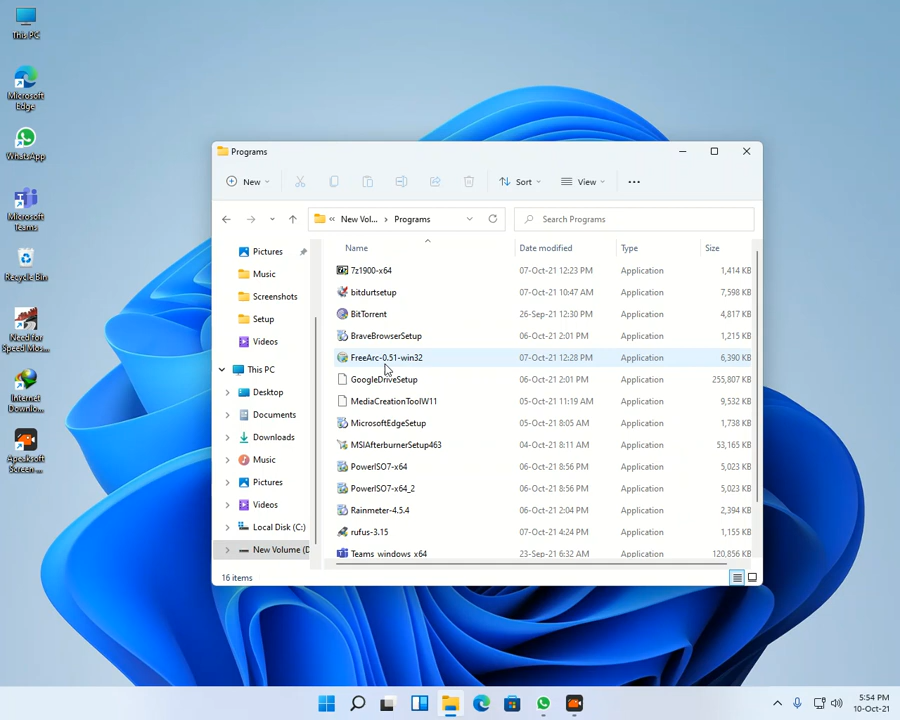 This PC
Microsoft
Edge
WhatsApp
Microsoft
Teams
Recycle Bin
Need for
Speed Mos...
Internet
Downlo...
Apeaksoft
Screen ...
Programs
New
Sort
View
New Vol... > Programs
Search Programs
Pictures
Music
Screenshots
Setup
Videos
This PC
Desktop
Documents
Downloads
Music
Pictures
Videos
Local Disk (C:)
New Volume (D
Name Date modified Type Size
7z1900-x64 07-Oct-21 12:23 PM Application 1,414 KB
bitdurtsetup 07-Oct-21 10:47 AM Application 7,598 KB
BitTorrent 26-Sep-21 12:30 PM Application 4,817 KB
BraveBrowserSetup 06-Oct-21 2:01 PM Application 1,215 KB
FreeArc-0.51-win32 07-Oct-21 12:28 PM Application 6,390 KB
GoogleDriveSetup 06-Oct-21 2:01 PM Application 255,807 KB
MediaCreationToolW11 05-Oct-21 11:19 AM Application 9,532 KB
MicrosoftEdgeSetup 05-Oct-21 8:05 AM Application 1,738 KB
MSIAfterburnerSetup463 04-Oct-21 8:11 AM Application 53,165 KB
PowerISO7-x64 06-Oct-21 8:56 PM Application 5,023 KB
PowerISO7-x64_2 06-Oct-21 8:56 PM Application 5,023 KB
Rainmeter-4.5.4 06-Oct-21 2:04 PM Application 2,394 KB
rufus-3.15 07-Oct-21 4:24 PM Application 1,155 KB
Teams_windows_x64 23-Sep-21 6:32 AM Application 120,856 KB
16 items
5:54 PM
10-Oct-21